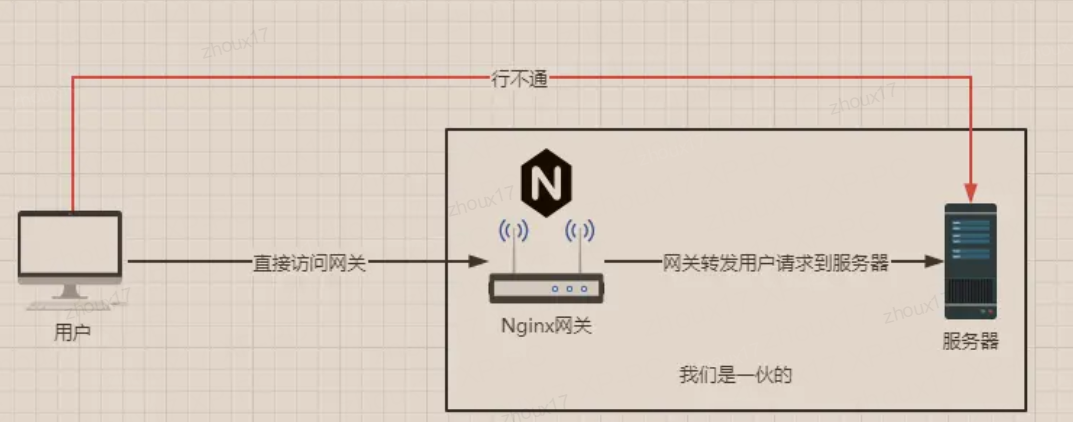 zhoux17
行不通
zhoux17
N
zhoux17
直接访问网关
网关转发用户请求到服务器
zhoux17
用户
Nginx网关
zhoux17
服务器
我们是一伙的
zhoux17